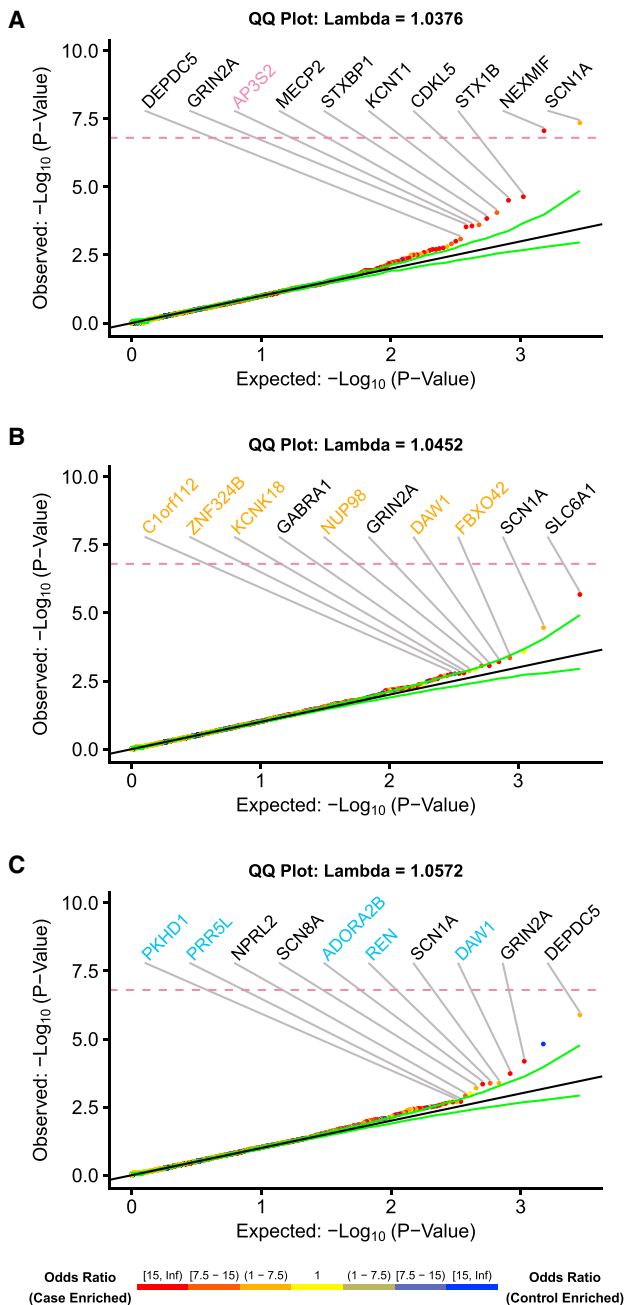 A
QQ Plot: Lambda = 1.0376
10.0
7.5
5.0
2.5
0.0
Observed: −Log10 (P−Value)
DEPDC5
GRIN2A
AP3S2
MECP2
STXBP1
KCNT1
CDKL5
STX1B
NEXMIF
SCN1A
0 1 2 3
Expected: −Log10 (P−Value)
B
QQ Plot: Lambda = 1.0452
10.0
7.5
5.0
2.5
0.0
Observed: −Log10 (P−Value)
C1orf112
ZNF324B
KCNK18
GABRA1
NUP98
GRIN2A
DAW1
FBXO42
SCN1A
SLC6A1
0 1 2 3
Expected: −Log10 (P−Value)
C
QQ Plot: Lambda = 1.0572
10.0
7.5
5.0
2.5
0.0
Observed: −Log10 (P−Value)
PKHD1
PRR5L
NPRL2
SCN8A
ADORA2B
REN
SCN1A
DAW1
GRIN2A
DEPDC5
0 1 2 3
Expected: −Log10 (P−Value)
Odds Ratio
(Case Enriched)
[15, Inf) [7.5 − 15) (1 − 7.5) 1 (1 − 7.5) [7.5 − 15) [15, Inf)
Odds Ratio
(Control Enriched)